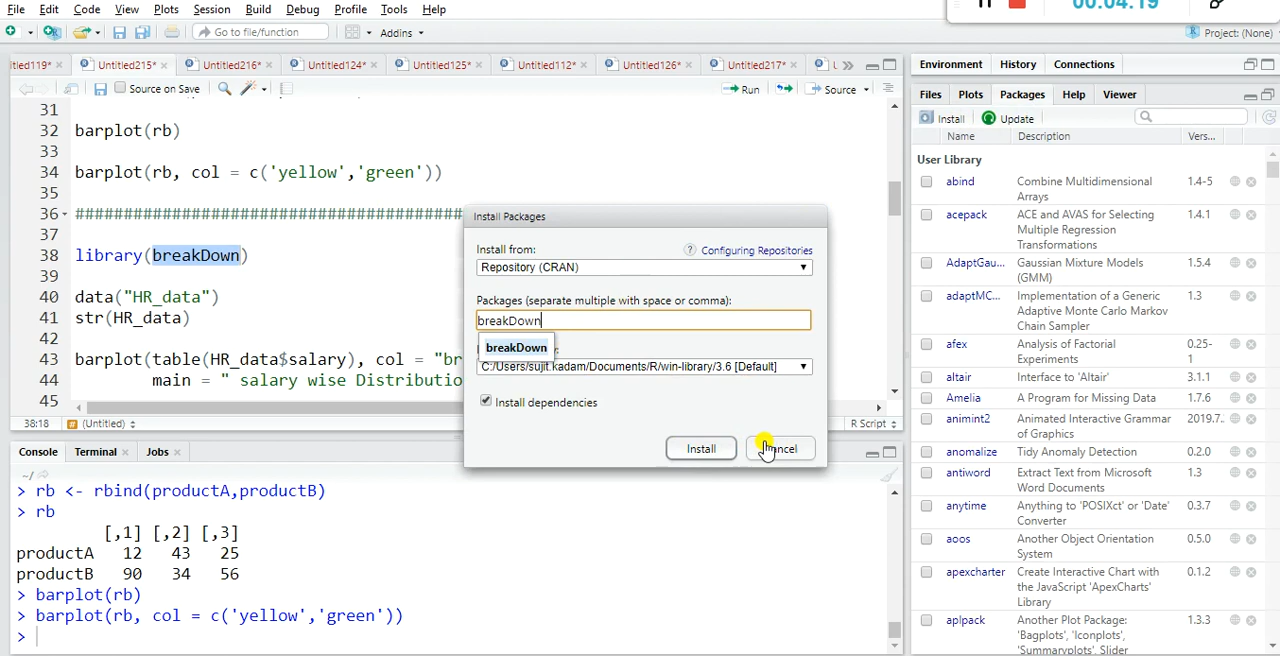 00:04:19
File Edit Code View Plots Session Build Debug Profile Tools Help
Go to file/function Addins Project: (None)
itled119* Untitled215* Untitled216* Untitled124* Untitled125* Untitled112* Untitled126* Untitled217*
Source on Save Run Source
31
32 barplot(rb)
33
34 barplot(rb, col = c('yellow','green'))
35
36 ########################################
37
38 library(breakDown)
39
40 data("HR_data")
41 str(HR_data)
42
43 barplot(table(HR_data$salary), col = "br
44 main = " salary wise Distributio
45
38:18 (Untitled) R Script
Install Packages
Install from: ? Configuring Repositories
Repository (CRAN)
Packages (separate multiple with space or comma):
breakDown
breakDown
C:/Users/sujit.kadam/Documents/R/win-library/3.6 [Default]
Install dependencies
Install Cancel
Console Terminal Jobs
~/
> rb <- rbind(productA,productB)
> rb
[,1] [,2] [,3]
productA 12 43 25
productB 90 34 56
> barplot(rb)
> barplot(rb, col = c('yellow','green'))
>
Environment History Connections
Files Plots Packages Help Viewer
Install Update
Name Description Vers...
User Library
abind Combine Multidimensional Arrays 1.4-5
acepack ACE and AVAS for Selecting Multiple Regression Transformations 1.4.1
AdaptGau... Gaussian Mixture Models (GMM) 1.5.4
adaptMC... Implementation of a Generic Adaptive Monte Carlo Markov Chain Sampler 1.3
afex Analysis of Factorial Experiments 0.25-1
altair Interface to 'Altair' 3.1.1
Amelia A Program for Missing Data 1.7.6
animint2 Animated Interactive Grammar of Graphics 2019.7..
anomalize Tidy Anomaly Detection 0.2.0
antiword Extract Text from Microsoft Word Documents 1.3
anytime Anything to 'POSIXct' or 'Date' Converter 0.3.7
aoos Another Object Orientation System 0.5.0
apexcharter Create Interactive Chart with the JavaScript 'ApexCharts' Library 0.1.2
aplpack Another Plot Package: 'Bagplots', 'Iconplots', 'Summaryplots', Slider 1.3.3